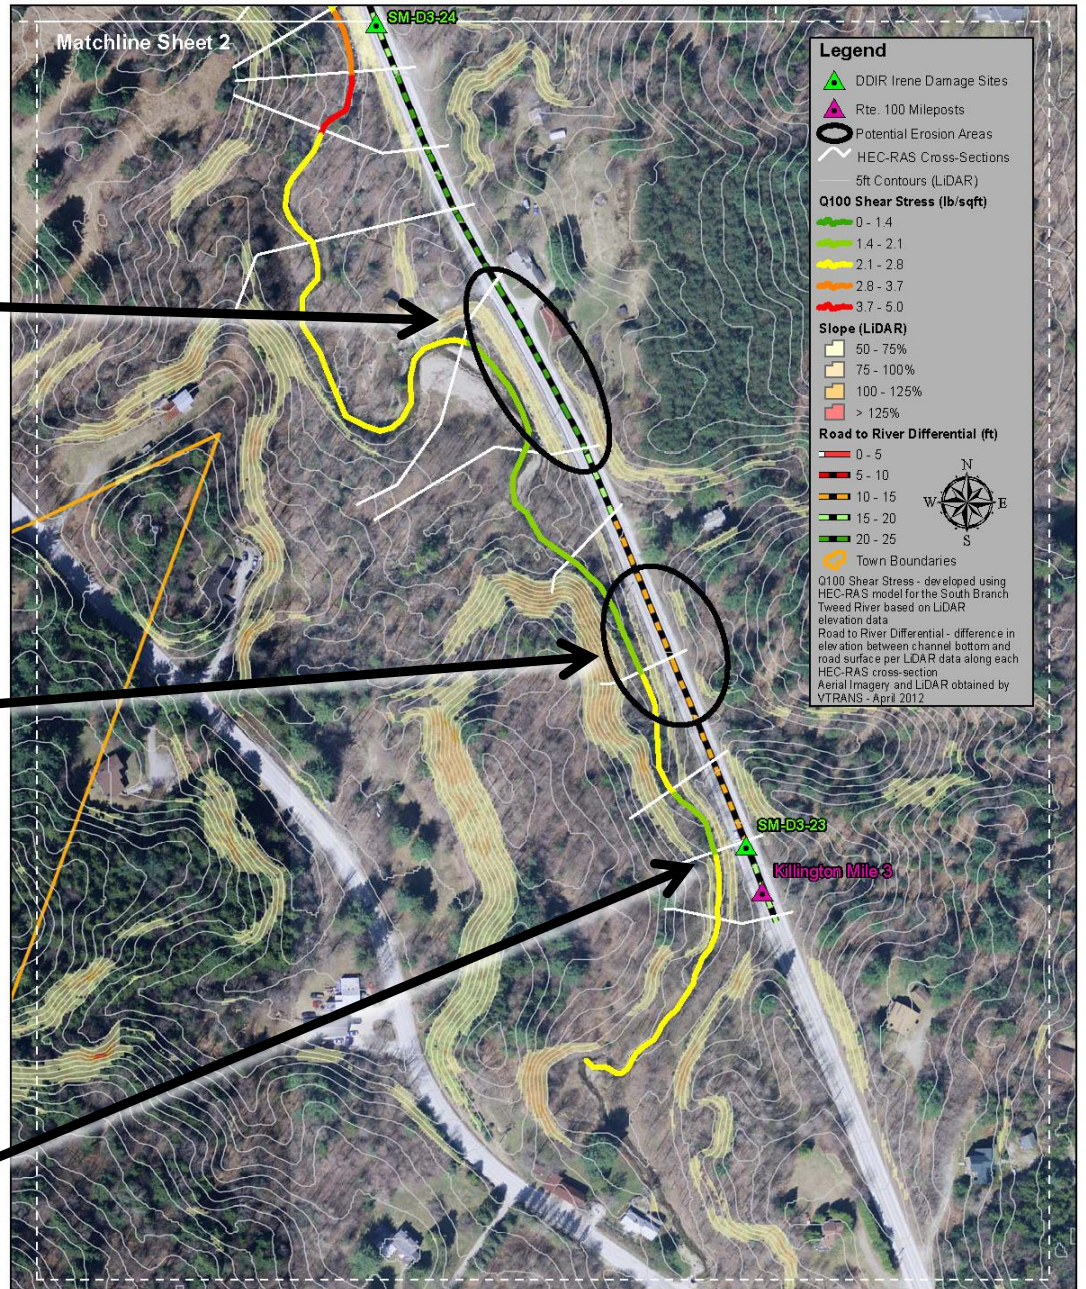 SM-D3-24
Matchline Sheet 2
Legend
DDIR Irene Damage Sites
Rte. 100 Mileposts
Potential Erosion Areas
HEC-RAS Cross-Sections
5ft Contours (LiDAR)
Q100 Shear Stress (lb/sqft)
0 - 1.4
1.4 - 2.1
2.1 - 2.8
2.8 - 3.7
3.7 - 5.0
Slope (LiDAR)
50 - 75%
75 - 100%
100 - 125%
> 125%
Road to River Differential (ft)
0 - 5
5 - 10
10 - 15
15 - 20
20 - 25
N
W
E
S
Town Boundaries
Q100 Shear Stress - developed using
HEC-RAS model for the South Branch
Tweed River based on LiDAR
elevation data
Road to River Differential - difference in
elevation between channel bottom and
road surface per LiDAR data along each
HEC-RAS cross-section
Aerial Imagery and LiDAR obtained by
VTRANS - April 2012
SM-D3-23
Killington Mile 3